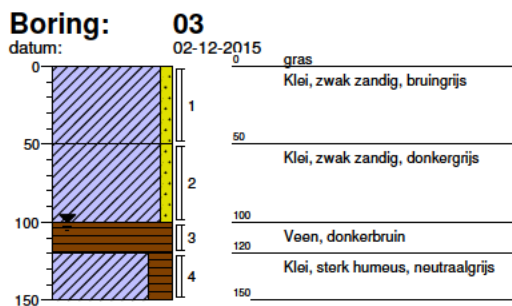 Boring: 03
datum: 02-12-2015
0 0 gras
Klei, zwak zandig, bruingrijs
1
50 50
Klei, zwak zandig, donkergrijs
2
100 100
3 Veen, donkerbruin
120
4 Klei, sterk humeus, neutraalgrijs
150 150